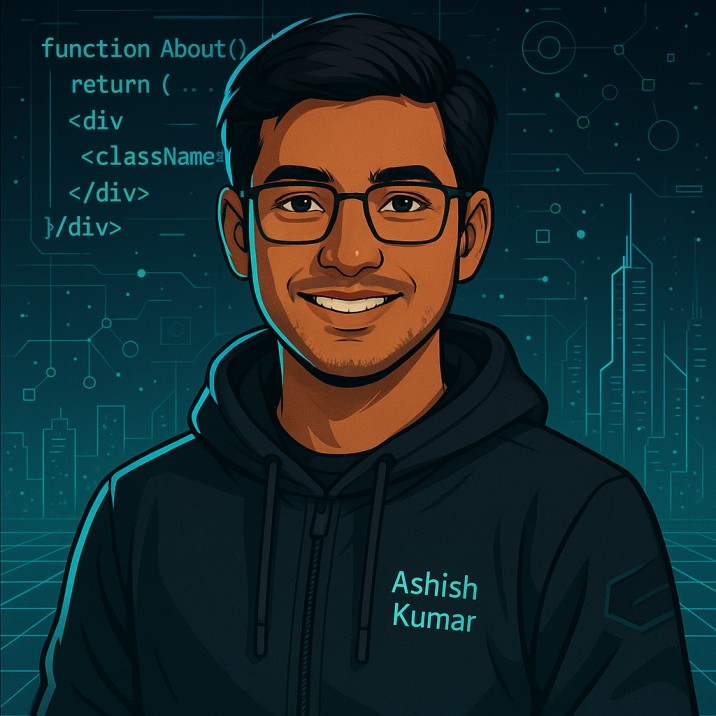 function About()
return ( ..
<div
<className=
</div>
}/div>
Ashish
Kumar